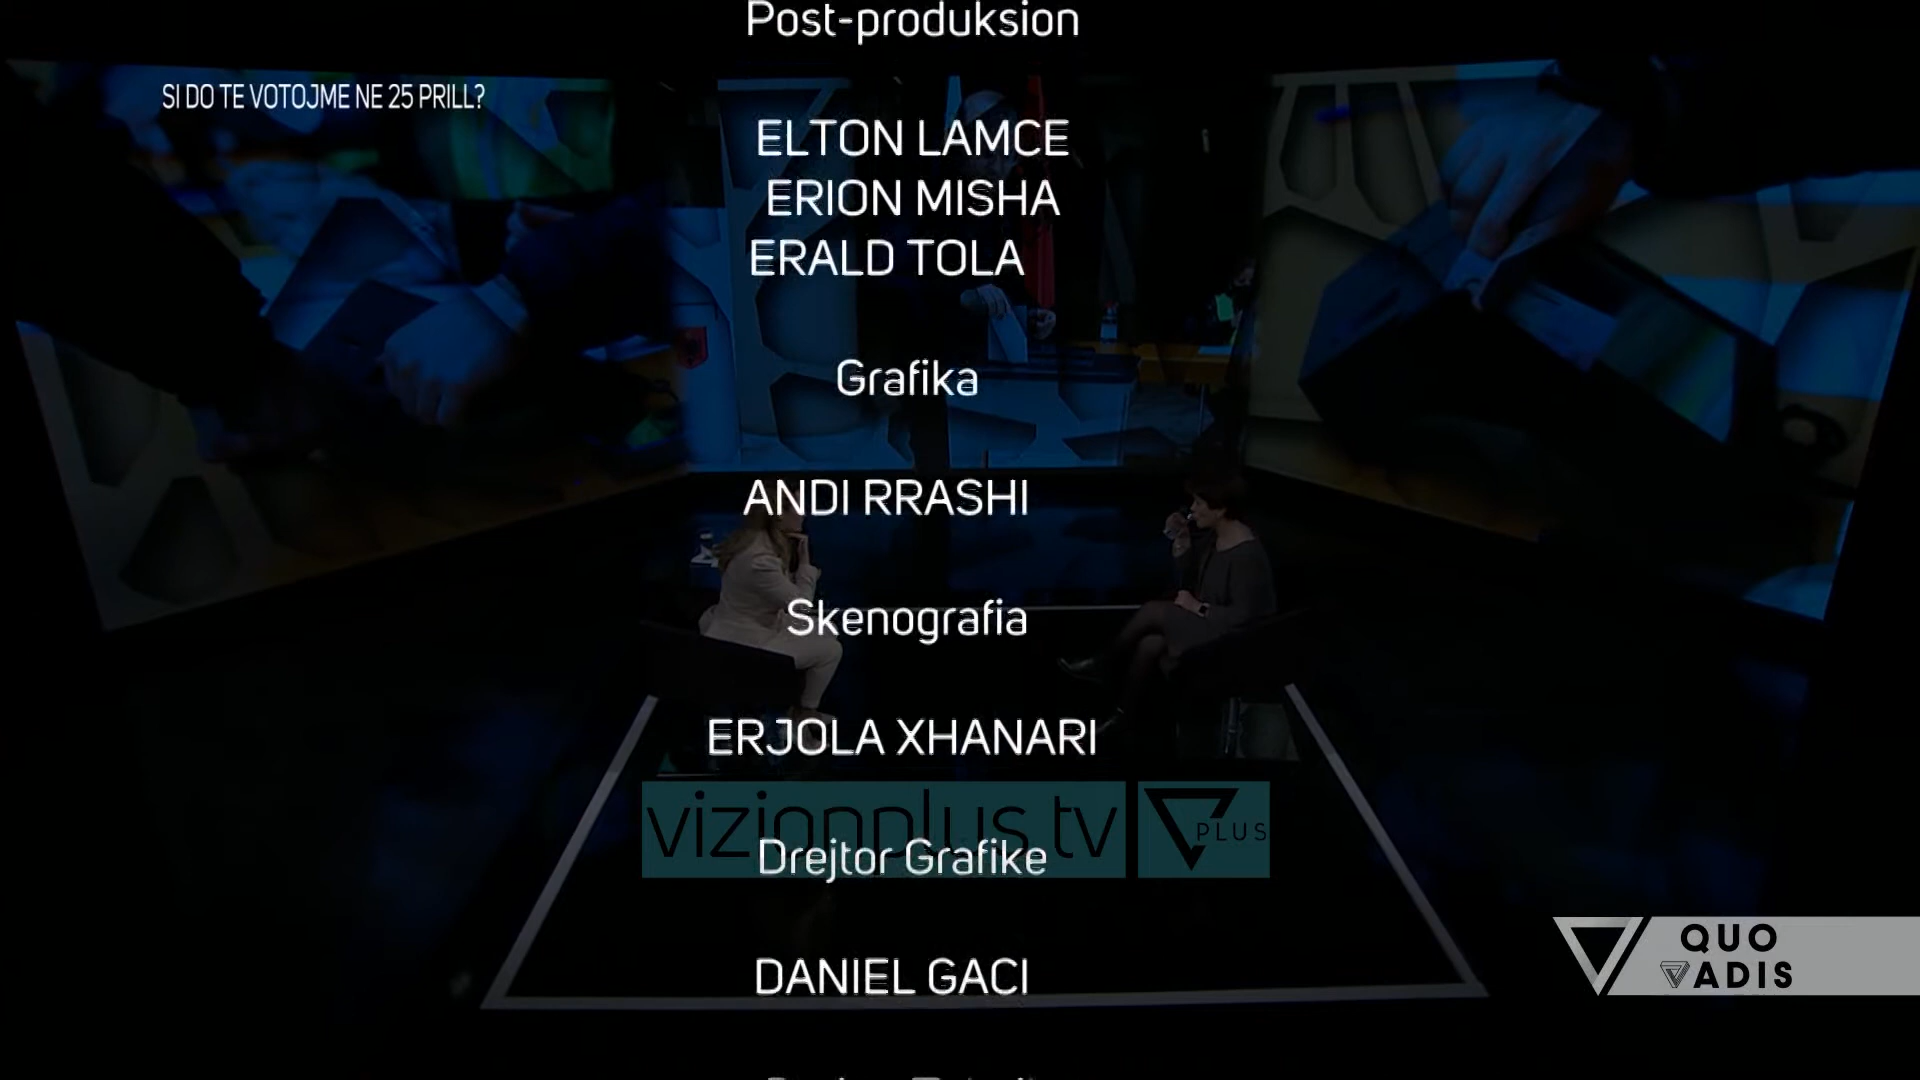 Post-produksion
SI DO TE VOTOJME NE 25 PRILL?
ELTON LAMCE
ERION MISHA
ERALD TOLA
Grafika
ANDI RRASHI
Skenografia
ERJOLA XHANARI
vizionplus.tv
PLUS
Drejtor Grafike
QUO
VADIS
DANIEL GACI